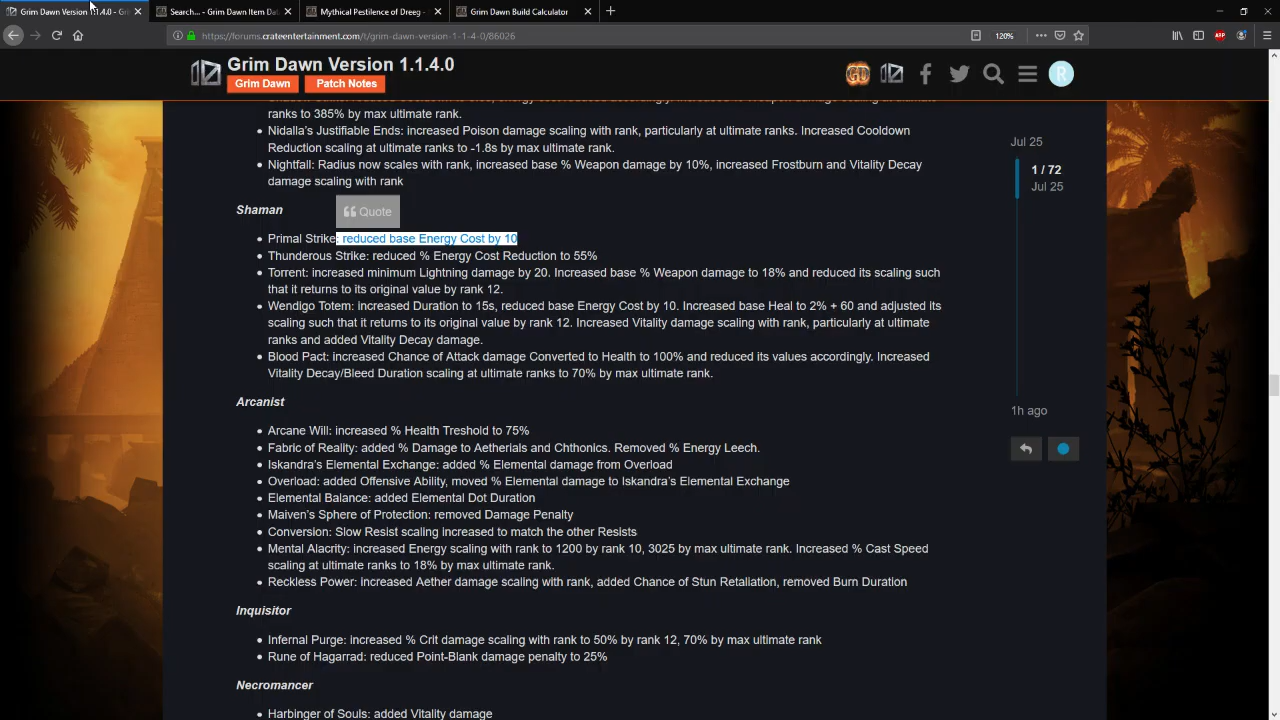 Grim Dawn Version 1.1.4.0 - Gri
Search... - Grim Dawn Item Dat
Mythical Pestilence of Dreeg -
Grim Dawn Build Calculator
https://forums.crateentertainment.com/t/grim-dawn-version-1-1-4-0/86026
120%
ABP
Grim Dawn Version 1.1.4.0
Grim Dawn
Patch Notes
GD
R
ranks to 385% by max ultimate rank.
Nidalla's Justifiable Ends: increased Poison damage scaling with rank, particularly at ultimate ranks. Increased Cooldown
Reduction scaling at ultimate ranks to -1.8s by max ultimate rank.
Nightfall: Radius now scales with rank, increased base % Weapon damage by 10%, increased Frostburn and Vitality Decay
damage scaling with rank
Jul 25
1 / 72
Jul 25
Shaman
Quote
Primal Strike: reduced base Energy Cost by 10
Thunderous Strike: reduced % Energy Cost Reduction to 55%
Torrent: increased minimum Lightning damage by 20. Increased base % Weapon damage to 18% and reduced its scaling such
that it returns to its original value by rank 12.
Wendigo Totem: increased Duration to 15s, reduced base Energy Cost by 10. Increased base Heal to 2% + 60 and adjusted its
scaling such that it returns to its original value by rank 12. Increased Vitality damage scaling with rank, particularly at ultimate
ranks and added Vitality Decay damage.
Blood Pact: increased Chance of Attack damage Converted to Health to 100% and reduced its values accordingly. Increased
Vitality Decay/Bleed Duration scaling at ultimate ranks to 70% by max ultimate rank.
1h ago
Arcanist
Arcane Will: increased % Health Treshold to 75%
Fabric of Reality: added % Damage to Aetherials and Chthonics. Removed % Energy Leech.
Iskandra's Elemental Exchange: added % Elemental damage from Overload
Overload: added Offensive Ability, moved % Elemental damage to Iskandra's Elemental Exchange
Elemental Balance: added Elemental Dot Duration
Maiven's Sphere of Protection: removed Damage Penalty
Conversion: Slow Resist scaling increased to match the other Resists
Mental Alacrity: increased Energy scaling with rank to 1200 by rank 10, 3025 by max ultimate rank. Increased % Cast Speed
scaling at ultimate ranks to 18% by max ultimate rank.
Reckless Power: increased Aether damage scaling with rank, added Chance of Stun Retaliation, removed Burn Duration
Inquisitor
Infernal Purge: increased % Crit damage scaling with rank to 50% by rank 12, 70% by max ultimate rank
Rune of Hagarrad: reduced Point-Blank damage penalty to 25%
Necromancer
Harbinger of Souls: added Vitality damage